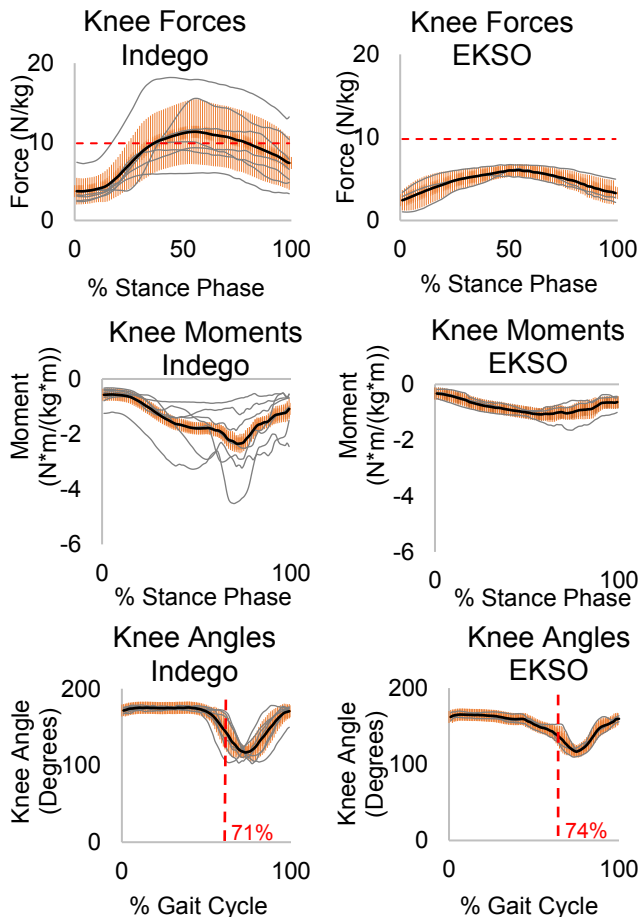 Knee Forces
Indego
Force (N/kg)
20
10
0
0
50
100
% Stance Phase
Knee Forces
EKSO
Force (N/kg)
20
10
0
0
50
100
% Stance Phase
Knee Moments
Indego
Moment
(N*m/(kg*m))
0
-2
-4
-6
0
100
% Stance Phase
Knee Moments
EKSO
Moment
(N*m/(kg*m))
0
-2
-4
-6
0
100
% Stance Phase
Knee Angles
Indego
Knee Angle
(Degrees)
200
100
0
71%
0
100
% Gait Cycle
Knee Angles
EKSO
Knee Angle
(Degrees)
200
100
0
74%
0
100
% Gait Cycle